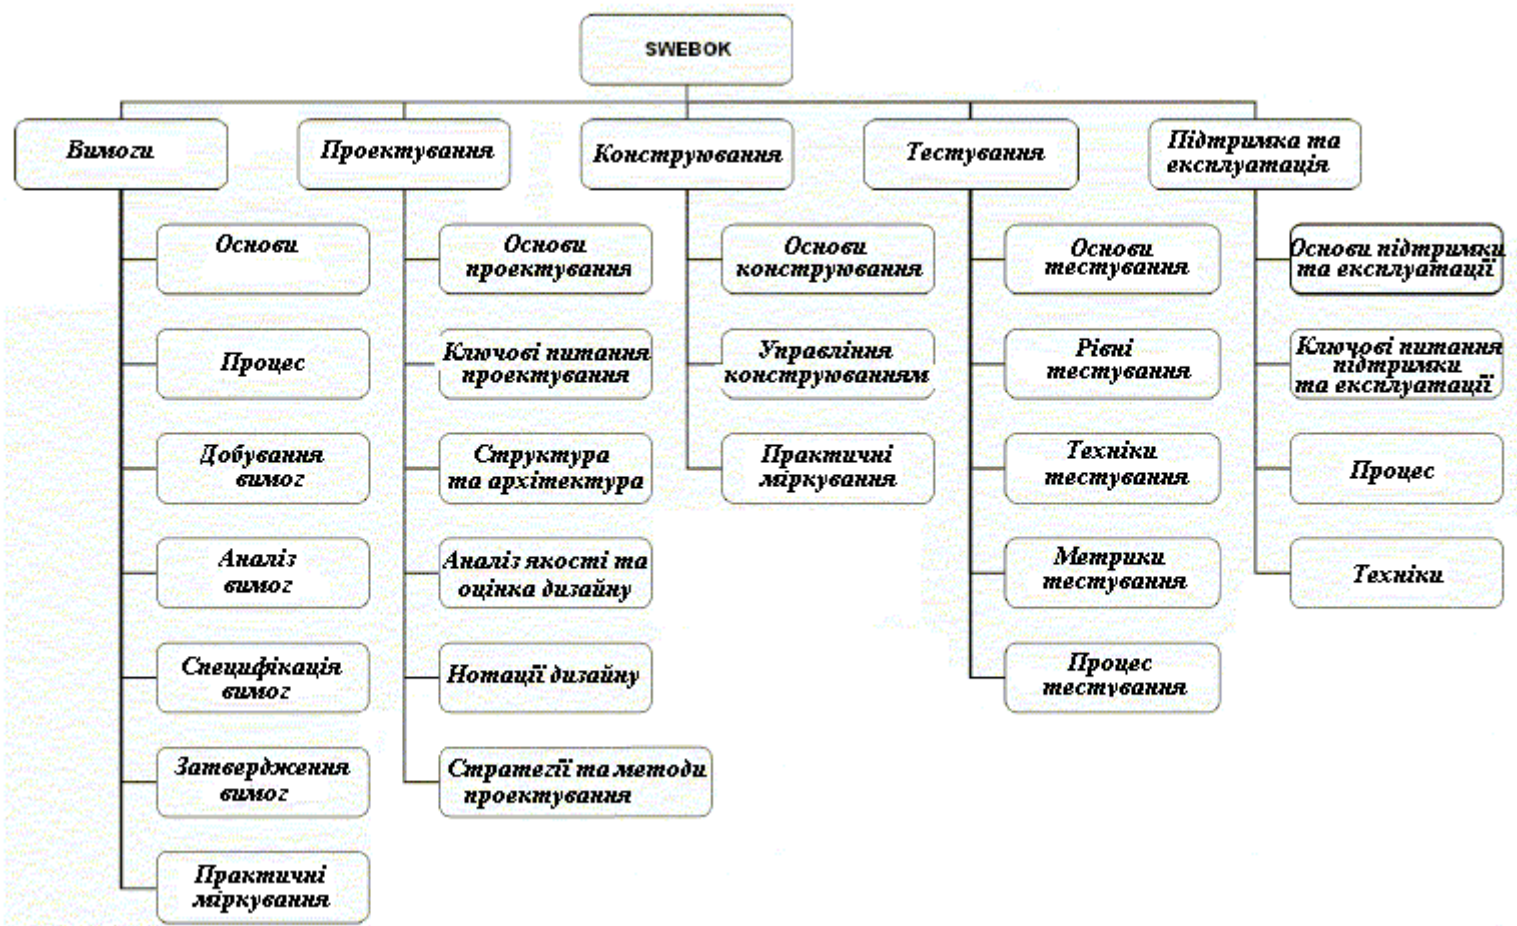 SWEBOK
Вимоги
Проектування
Конструювання
Тестування
Підтримка та
експлуатація
Основи
Процес
Добування
вимог
Аналіз
вимог
Специфікація
вимог
Затвердження
вимог
Практичні
міркування
Основи
проектування
Ключові питання
проектування
Структура
та архітектура
Аналіз якості та
оцінка дизайну
Нотації дизайну
Стратегії та методи
проектування
Основи
конструювання
Управління
конструюванням
Практичні
міркування
Основи
тестування
Рівні
тестування
Техніки
тестування
Метрики
тестування
Процес
тестування
Основи підтримки
та експлуатації
Ключові питання
підтримки
та експлуатації
Процес
Техніки